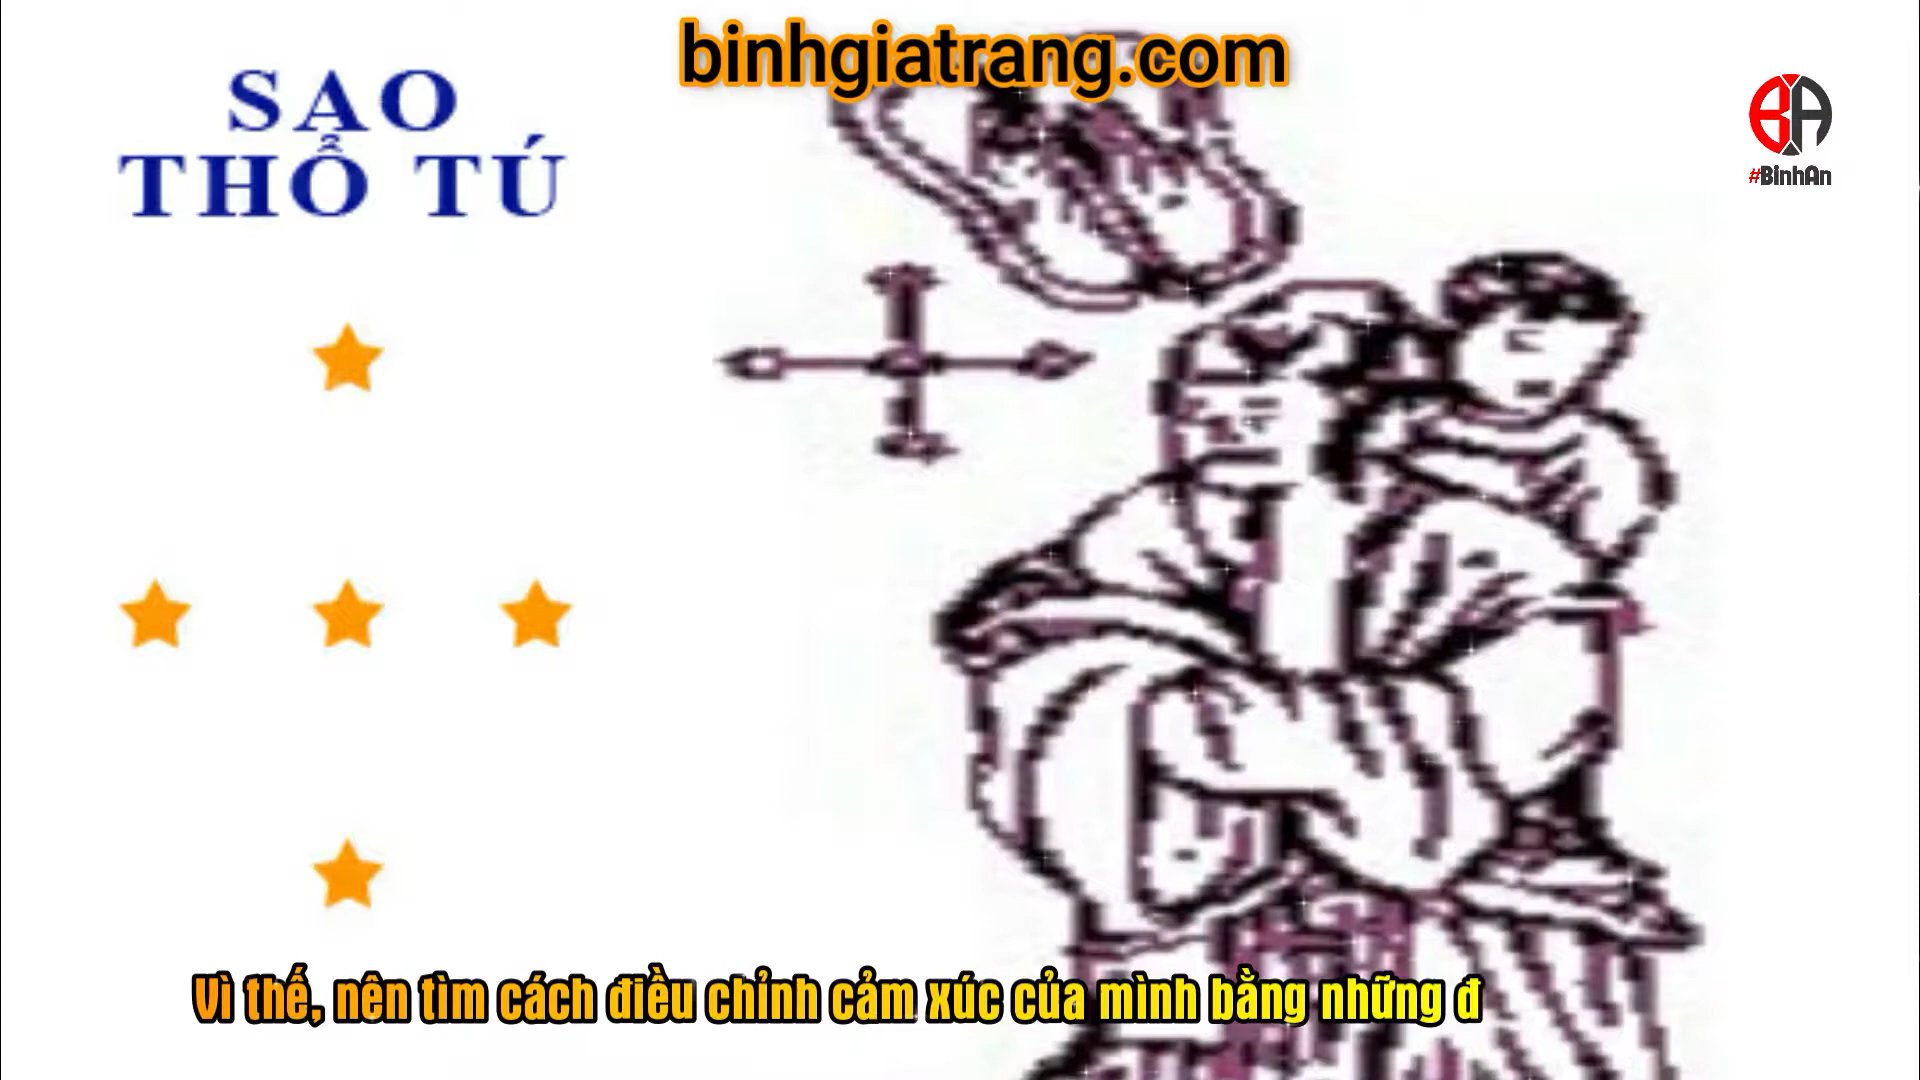 binhgiatrang.com
SAO
THỔ TÚ
BA
#BinhAn
Vì thế, nên tìm cách điều chỉnh cảm xúc của mình bằng những đ